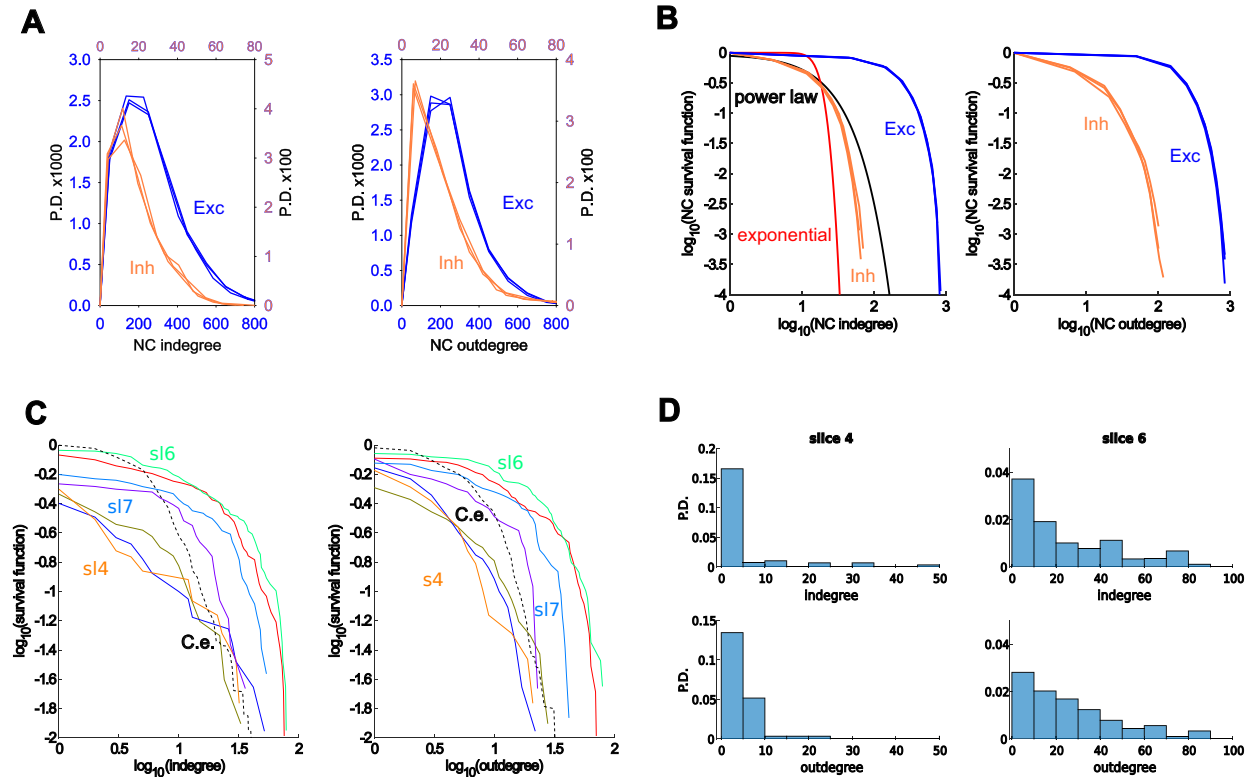 A
0 20 40 60 80
3.0 2.5 2.0 1.5 1.0 0.5 0.0
P.D. x1000
5 4 3 2 1 0
P.D. x100
Exc
Inh
0 200 400 600 800
NC indegree
0 20 40 60 80
3.5 3.0 2.5 2.0 1.5 1.0 0.5 0.0
P.D. x1000
4 3 2 1 0
P.D. x100
Exc
Inh
0 200 400 600 800
NC outdegree
B
0 -0.5 -1 -1.5 -2 -2.5 -3 -3.5 -4
log10(NC survival function)
power law
Exc
exponential
Inh
0 1 2 3
log10(NC indegree)
0 -0.5 -1 -1.5 -2 -2.5 -3 -3.5 -4
log10(NC survival function)
Inh
Exc
0 1 2 3
log10(NC outdegree)
C
0 -0.2 -0.4 -0.6 -0.8 -1 -1.2 -1.4 -1.6 -1.8 -2
log10(survival function)
sl6
sl7
sl4
C.e.
0 0.5 1 1.5 2
log10(indegree)
0 -0.2 -0.4 -0.6 -0.8 -1 -1.2 -1.4 -1.6 -1.8 -2
log10(survival function)
sl6
C.e.
s4
sl7
0 0.5 1 1.5 2
log10(outdegree)
D
slice 4
0.2 0.15 0.1 0.05 0
P.D.
0 10 20 30 40 50
indegree
slice 6
0.04 0.02 0
0 20 40 60 80 100
indegree
0.15 0.1 0.05 0
P.D.
0 10 20 30 40 50
outdegree
0.04 0.02 0
0 20 40 60 80 100
outdegree